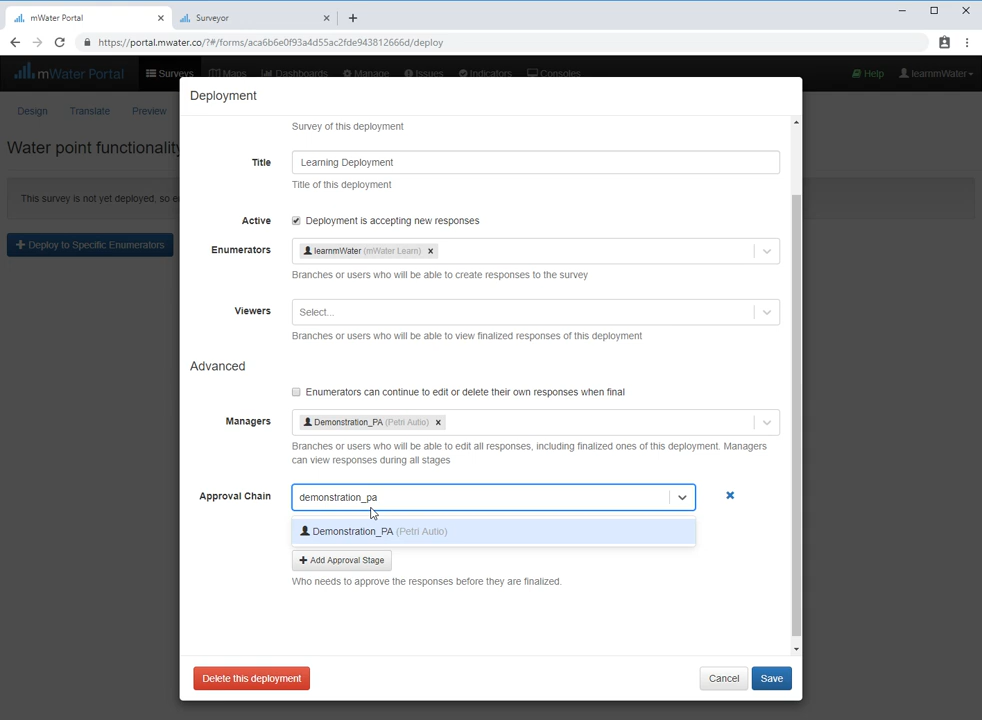 mWater Portal
Surveyor
https://portal.mwater.co/?#/forms/aca6b6e0f93a4d55ac2fde943812666d/deploy
mWater Portal Surveys Maps Dashboards Manage Issues Indicators Consoles Help learnmWater
Deployment
Design Translate Preview
Survey of this deployment
Water point functionality
Title Learning Deployment
Title of this deployment
This survey is not yet deployed, so
Active Deployment is accepting new responses
Deploy to Specific Enumerators
Enumerators learnmWater (mWater Learn)
Branches or users who will be able to create responses to the survey
Viewers Select...
Branches or users who will be able to view finalized responses of this deployment
Advanced
Enumerators can continue to edit or delete their own responses when final
Managers Demonstration_PA (Petri Autio)
Branches or users who will be able to edit all responses, including finalized ones of this deployment. Managers
can view responses during all stages
Approval Chain demonstration_pa
Demonstration_PA (Petri Autio)
Add Approval Stage
Who needs to approve the responses before they are finalized.
Delete this deployment Cancel Save